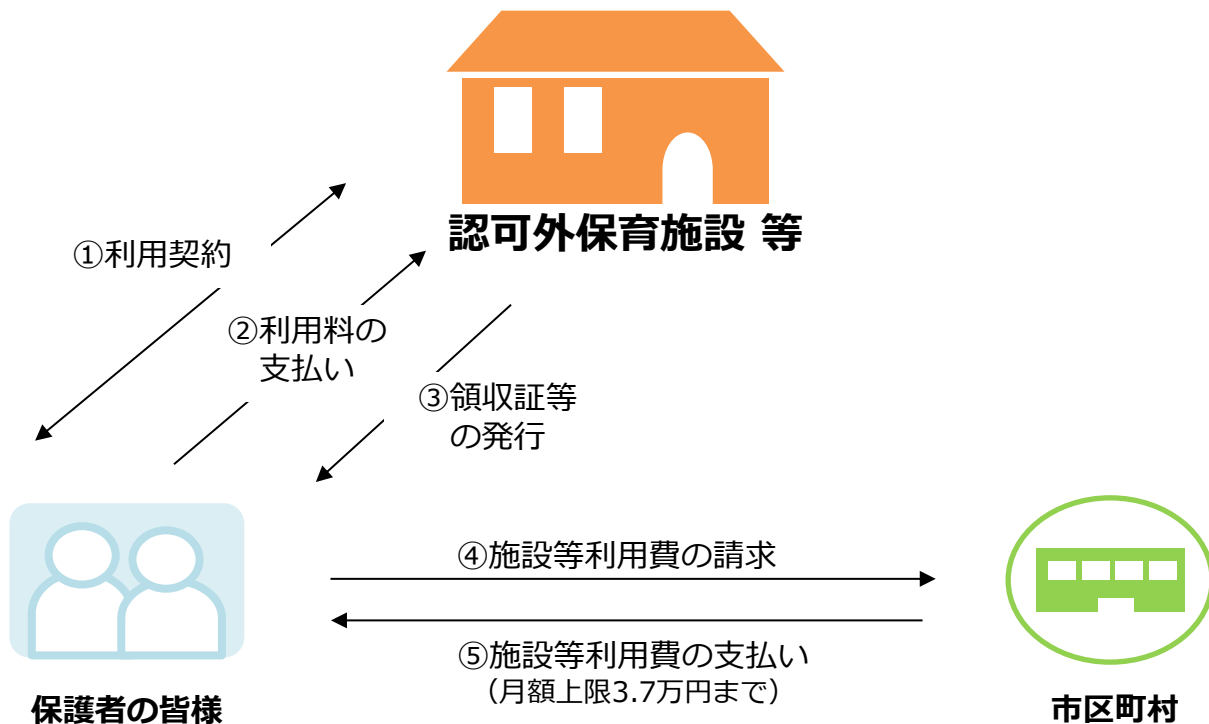 認可外保育施設 等
①利用契約
②利用料の
支払い
③領収証等
の発行
④施設等利用費の請求
⑤施設等利用費の支払い
（月額上限3.7万円まで）
保護者の皆様
市区町村